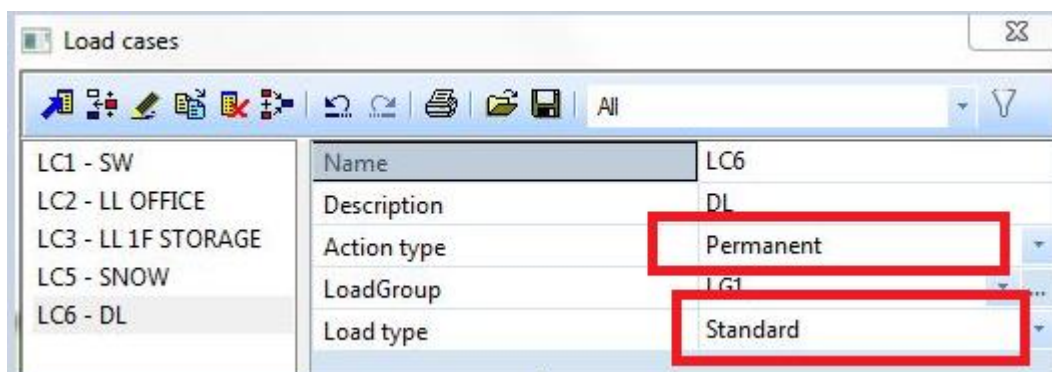 Load cases
All
LC1 - SW
LC2 - LL OFFICE
LC3 - LL 1F STORAGE
LC5 - SNOW
LC6 - DL
Name LC6
Description DL
Action type Permanent
LoadGroup LG1 ...
Load type Standard